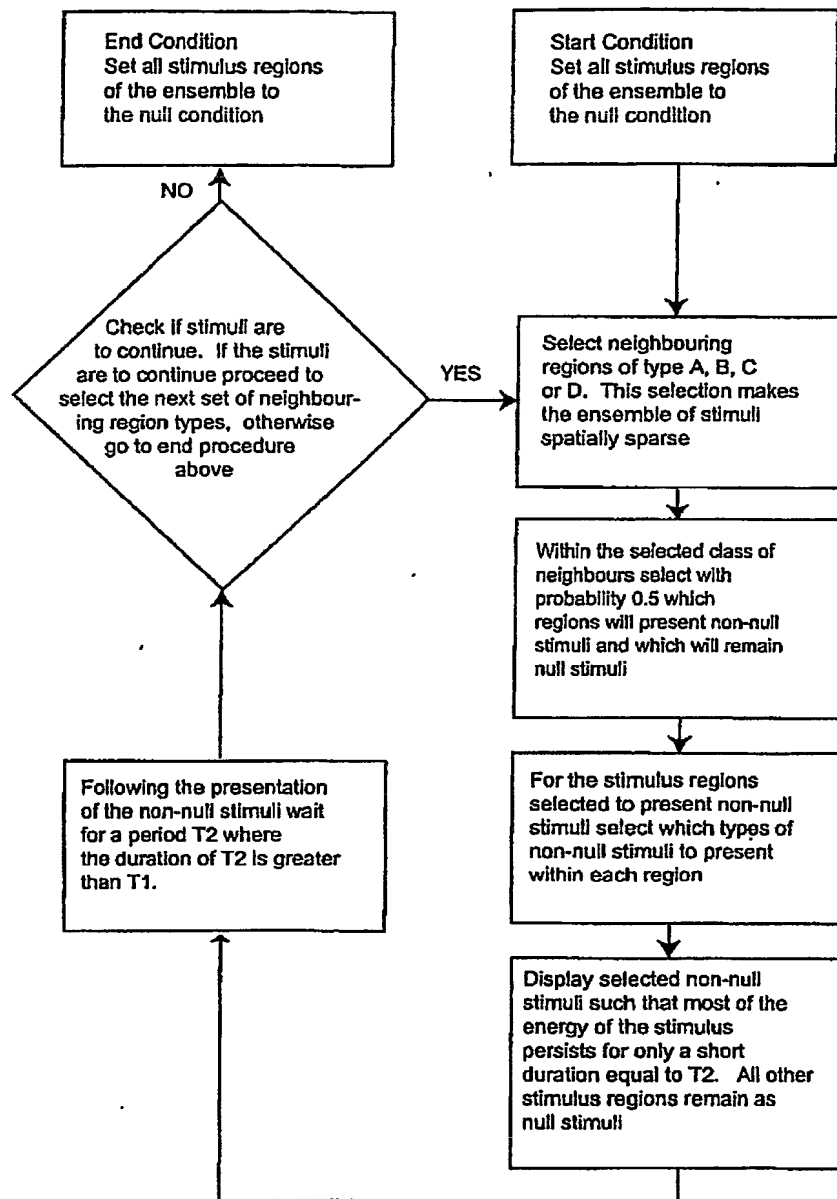 End Condition
Set all stimulus regions
of the ensemble to
the null condition
Start Condition
Set all stimulus regions
of the ensemble to
the null condition
NO
Check if stimuli are
to continue. If the stimuli
are to continue proceed to
select the next set of neighbour-
ing region types, otherwise
go to end procedure
above
YES
Select neighbouring
regions of type A, B, C
or D. This selection makes
the ensemble of stimuli
spatially sparse
Within the selected class of
neighbours select with
probability 0.5 which
regions will present non-null
stimuli and which will remain
null stimuli
Following the presentation
of the non-null stimuli wait
for a period T2 where
the duration of T2 is greater
than T1.
For the stimulus regions
selected to present non-null
stimuli select which types of
non-null stimuli to present
within each region
Display selected non-null
stimuli such that most of the
energy of the stimulus
persists for only a short
duration equal to T2. All other
stimulus regions remain as
null stimuli